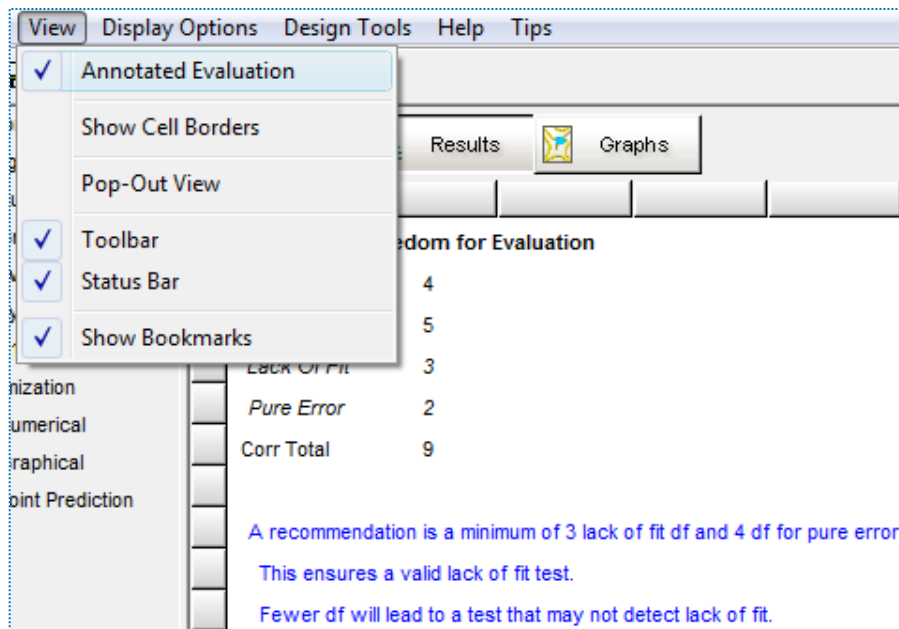 View Display Options Design Tools Help Tips
Annotated Evaluation
Show Cell Borders
Results Graphs
Pop-Out View
Toolbar
edom for Evaluation
Status Bar 4
5
Show Bookmarks
Lack Of Fit 3
nization
Pure Error 2
umerical
Corr Total 9
raphical
oint Prediction
A recommendation is a minimum of 3 lack of fit df and 4 df for pure error
This ensures a valid lack of fit test.
Fewer df will lead to a test that may not detect lack of fit.